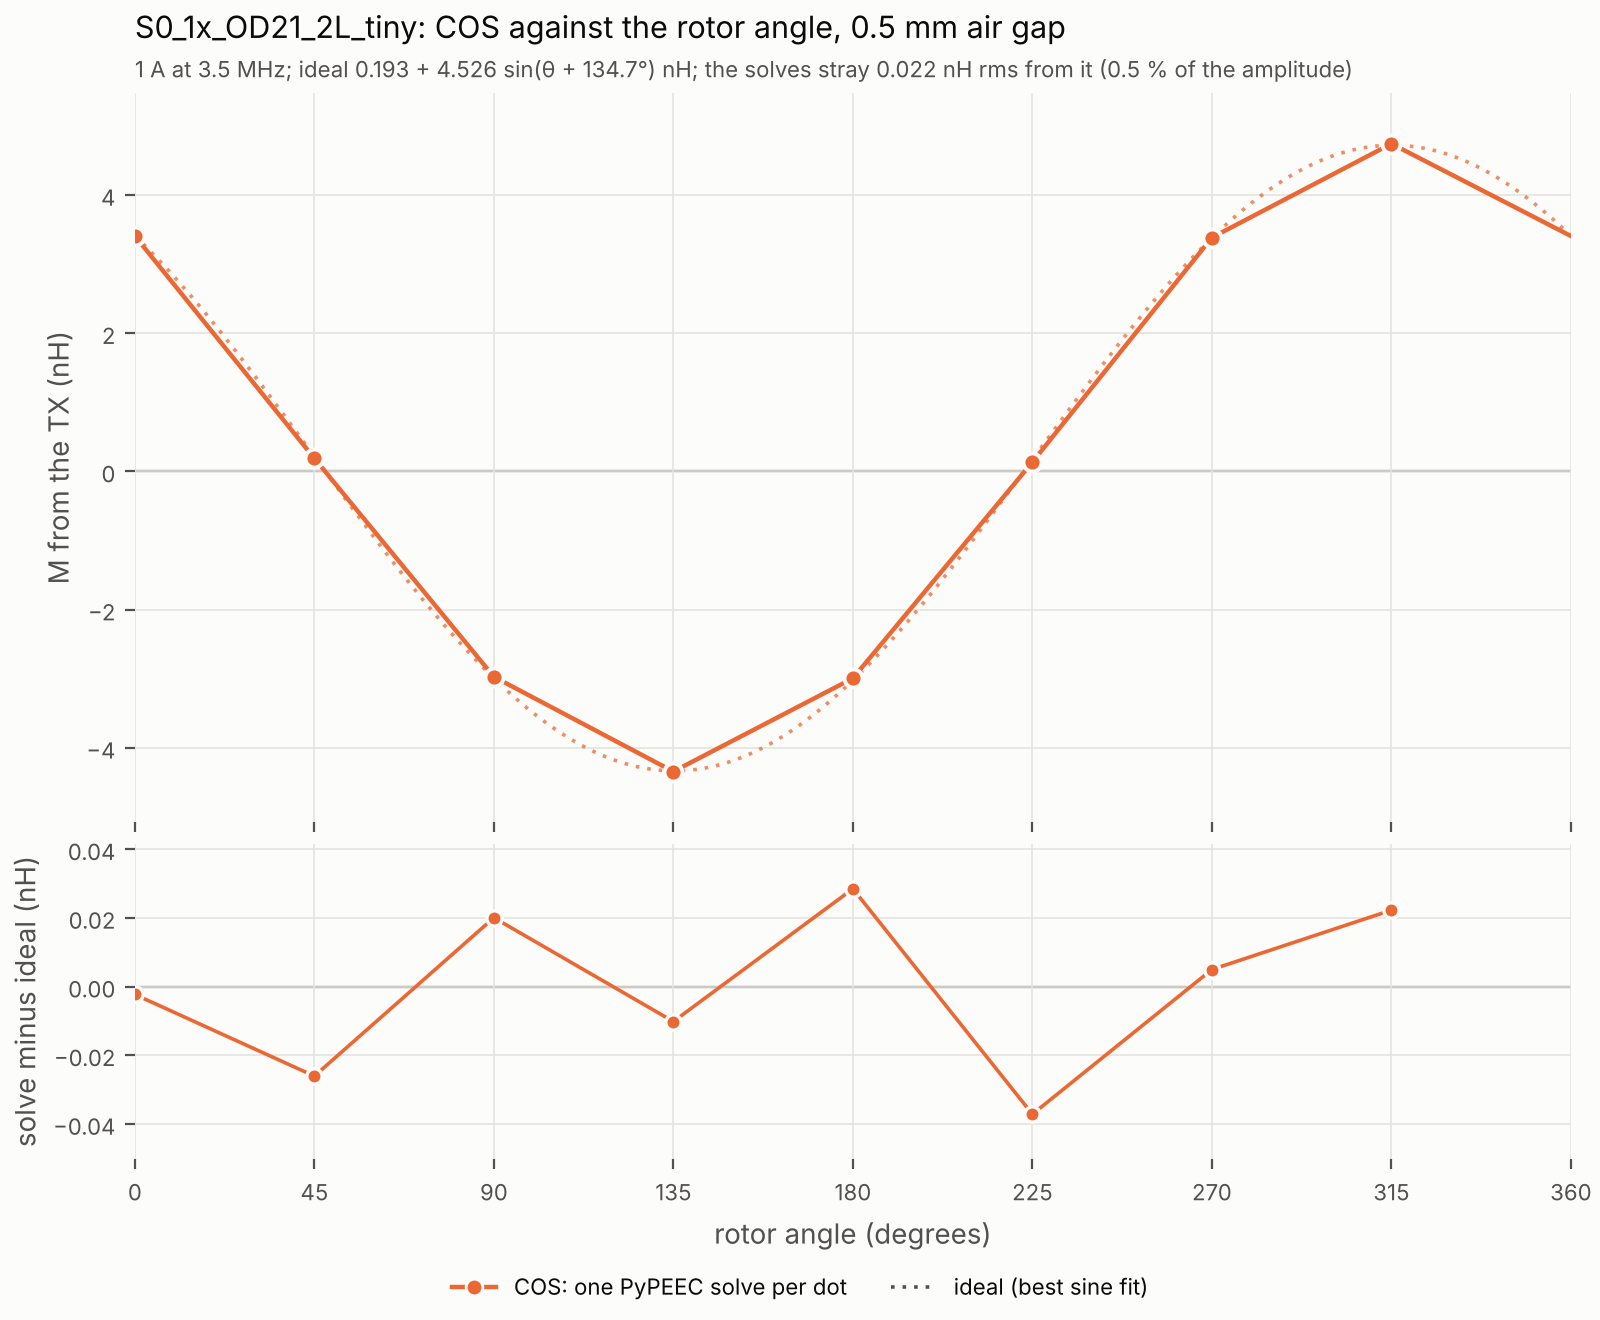 S0_1x_OD21_2L_tiny: COS against the rotor angle, 0.5 mm air gap
1 A at 3.5 MHz; ideal 0.193 + 4.526 sin(θ + 134.7°) nH; the solves stray 0.022 nH rms from it (0.5 % of the amplitude)
M from the TX (nH)
4
2
0
−2
−4
solve minus ideal (nH)
0.04
0.02
0.00
−0.02
−0.04
0 45 90 135 180 225 270 315 360
rotor angle (degrees)
COS: one PyPEEC solve per dot ideal (best sine fit)